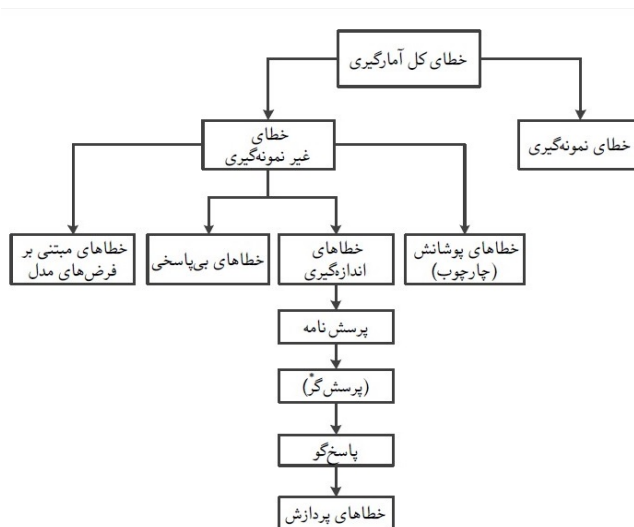 خطای کل آمارگیری
خطای نمونه‌گیری
خطای
غیر نمونه‌گیری
خطاهای پوشانش
(چارچوب)
خطاهای
اندازه‌گیری
خطاهای بی‌پاسخی
خطاهای مبتنی بر
فرض‌های مدل
پرسش‌نامه
(پرسش‌گر*)
پاسخ‌گو
خطاهای پردازش